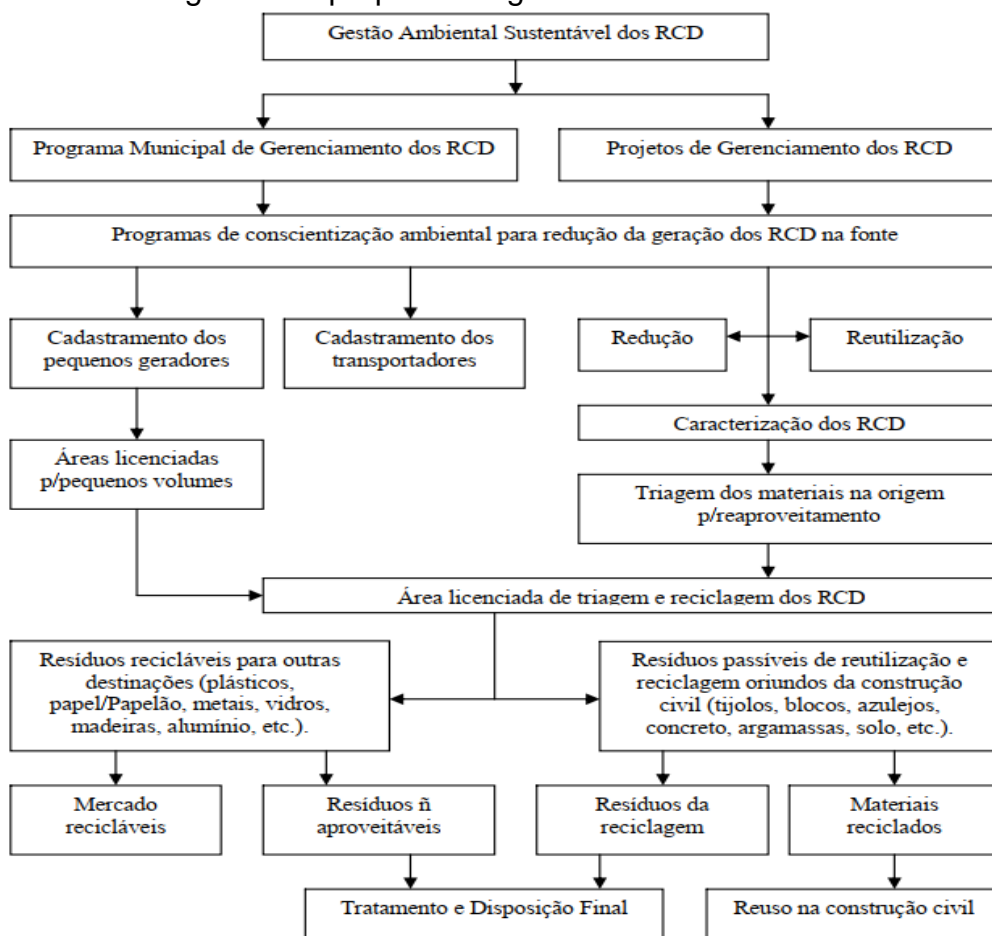 Gestão Ambiental Sustentável dos RCD
Programa Municipal de Gerenciamento dos RCD
Projetos de Gerenciamento dos RCD
Programas de conscientização ambiental para redução da geração dos RCD na fonte
Cadastramento dos
pequenos geradores
Cadastramento dos
transportadores
Redução
Reutilização
Caracterização dos RCD
Áreas licenciadas
p/pequenos volumes
Triagem dos materiais na origem
p/reaproveitamento
Área licenciada de triagem e reciclagem dos RCD
Resíduos recicláveis para outras
destinações (plásticos,
papel/Papelão, metais, vidros,
madeiras, alumínio, etc.).
Resíduos passíveis de reutilização e
reciclagem oriundos da construção
civil (tijolos, blocos, azulejos,
concreto, argamassas, solo, etc.).
Mercado
recicláveis
Resíduos ñ
aproveitáveis
Resíduos da
reciclagem
Materiais
reciclados
Tratamento e Disposição Final
Reuso na construção civil